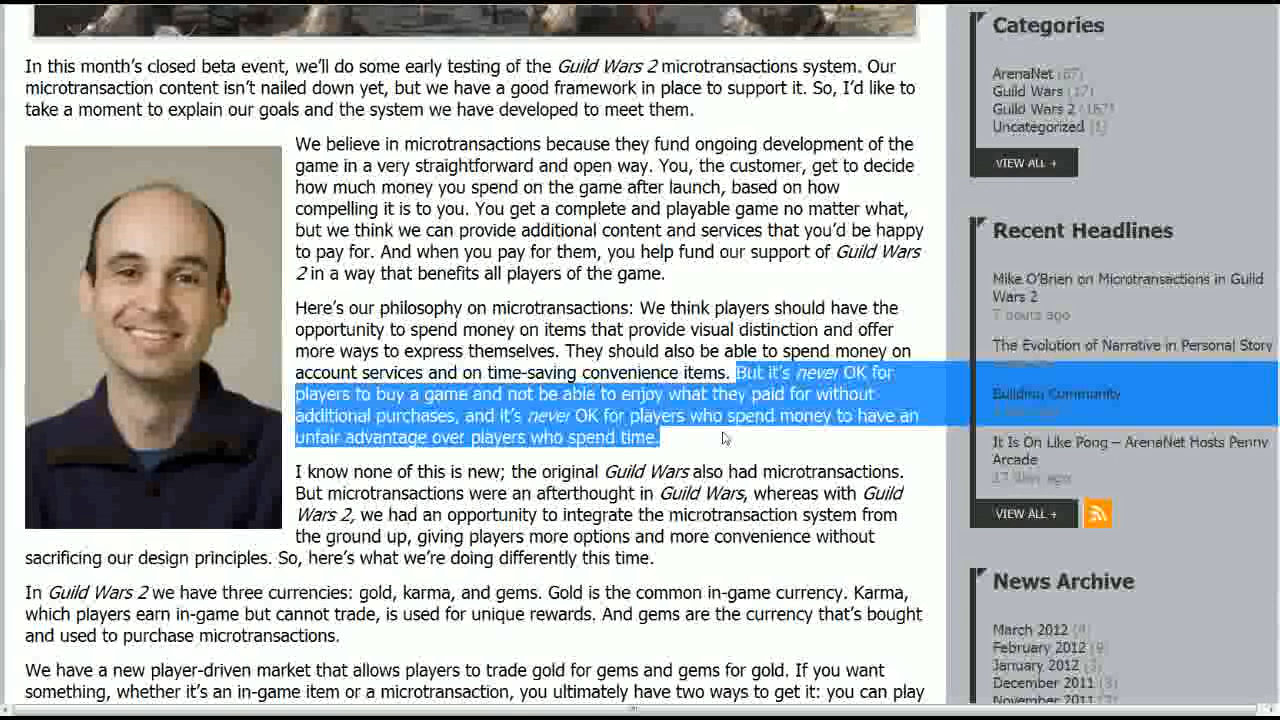 In this month's closed beta event, we'll do some early testing of the Guild Wars 2 microtransactions system. Our
microtransaction content isn't nailed down yet, but we have a good framework in place to support it. So, I'd like to
take a moment to explain our goals and the system we have developed to meet them.
We believe in microtransactions because they fund ongoing development of the
game in a very straightforward and open way. You, the customer, get to decide
how much money you spend on the game after launch, based on how
compelling it is to you. You get a complete and playable game no matter what,
but we think we can provide additional content and services that you'd be happy
to pay for. And when you pay for them, you help fund our support of Guild Wars
2 in a way that benefits all players of the game.
Here's our philosophy on microtransactions: We think players should have the
opportunity to spend money on items that provide visual distinction and offer
more ways to express themselves. They should also be able to spend money on
account services and on time-saving convenience items. But it's never OK for
players to buy a game and not be able to enjoy what they paid for without
additional purchases, and it's never OK for players who spend money to have an
unfair advantage over players who spend time.
I know none of this is new; the original Guild Wars also had microtransactions.
But microtransactions were an afterthought in Guild Wars, whereas with Guild
Wars 2, we had an opportunity to integrate the microtransaction system from
the ground up, giving players more options and more convenience without
sacrificing our design principles. So, here's what we're doing differently this time.
In Guild Wars 2 we have three currencies: gold, karma, and gems. Gold is the common in-game currency. Karma,
which players earn in-game but cannot trade, is used for unique rewards. And gems are the currency that's bought
and used to purchase microtransactions.
We have a new player-driven market that allows players to trade gold for gems and gems for gold. If you want
something, whether it's an in-game item or a microtransaction, you ultimately have two ways to get it: you can play
Categories
ArenaNet (67)
Guild Wars (17)
Guild Wars 2 (167)
Uncategorized (1)
VIEW ALL +
Recent Headlines
Mike O'Brien on Microtransactions in Guild
Wars 2
7 hours ago
The Evolution of Narrative in Personal Story
Building Community
It Is On Like Pong – ArenaNet Hosts Penny
Arcade
17 days ago
VIEW ALL +
News Archive
March 2012 (4)
February 2012 (9)
January 2012 (3)
December 2011 (3)
November 2011